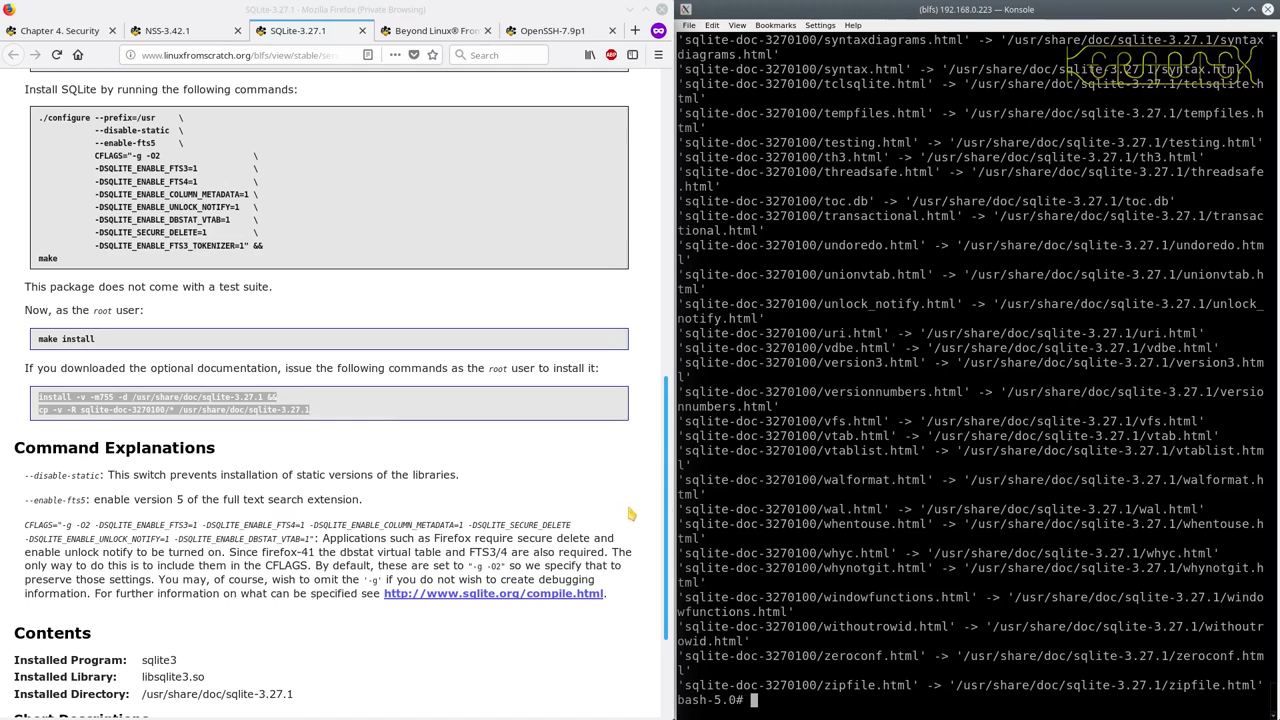 SQLite-3.27.1 - Mozilla Firefox (Private Browsing)
Chapter 4. Security
NSS-3.42.1
SQLite-3.27.1
Beyond Linux® From
OpenSSH-7.9p1
www.linuxfromscratch.org/blfs/view/stable/ser
Search
Install SQLite by running the following commands:
./configure --prefix=/usr \
--disable-static \
--enable-fts5 \
CFLAGS="-g -O2 \
-DSQLITE_ENABLE_FTS3=1 \
-DSQLITE_ENABLE_FTS4=1 \
-DSQLITE_ENABLE_COLUMN_METADATA=1 \
-DSQLITE_ENABLE_UNLOCK_NOTIFY=1 \
-DSQLITE_ENABLE_DBSTAT_VTAB=1 \
-DSQLITE_SECURE_DELETE=1 \
-DSQLITE_ENABLE_FTS3_TOKENIZER=1" &&
make
This package does not come with a test suite.
Now, as the root user:
make install
If you downloaded the optional documentation, issue the following commands as the root user to install it:
install -v -m755 -d /usr/share/doc/sqlite-3.27.1 &&
cp -v -R sqlite-doc-3270100/* /usr/share/doc/sqlite-3.27.1
Command Explanations
--disable-static: This switch prevents installation of static versions of the libraries.
--enable-fts5: enable version 5 of the full text search extension.
CFLAGS="-g -O2 -DSQLITE_ENABLE_FTS3=1 -DSQLITE_ENABLE_FTS4=1 -DSQLITE_ENABLE_COLUMN_METADATA=1 -DSQLITE_SECURE_DELETE
-DSQLITE_ENABLE_UNLOCK_NOTIFY=1 -DSQLITE_ENABLE_DBSTAT_VTAB=1": Applications such as Firefox require secure delete and
enable unlock notify to be turned on. Since firefox-41 the dbstat virtual table and FTS3/4 are also required. The
only way to do this is to include them in the CFLAGS. By default, these are set to "-g -O2" so we specify that to
preserve those settings. You may, of course, wish to omit the '-g' if you do not wish to create debugging
information. For further information on what can be specified see http://www.sqlite.org/compile.html.
Contents
Installed Program: sqlite3
Installed Library: libsqlite3.so
Installed Directory: /usr/share/doc/sqlite-3.27.1
Short Descriptions
(blfs) 192.168.0.223 — Konsole
File Edit View Bookmarks Settings Help
'sqlite-doc-3270100/syntaxdiagrams.html' -> '/usr/share/doc/sqlite-3.27.1/syntax
diagrams.html'
'sqlite-doc-3270100/syntax.html' -> '/usr/share/doc/sqlite-3.27.1/syntax.html'
'sqlite-doc-3270100/tclsqlite.html' -> '/usr/share/doc/sqlite-3.27.1/tclsqlite.h
tml'
'sqlite-doc-3270100/tempfiles.html' -> '/usr/share/doc/sqlite-3.27.1/tempfiles.h
tml'
'sqlite-doc-3270100/testing.html' -> '/usr/share/doc/sqlite-3.27.1/testing.html'
'sqlite-doc-3270100/th3.html' -> '/usr/share/doc/sqlite-3.27.1/th3.html'
'sqlite-doc-3270100/threadsafe.html' -> '/usr/share/doc/sqlite-3.27.1/threadsafe
.html'
'sqlite-doc-3270100/toc.db' -> '/usr/share/doc/sqlite-3.27.1/toc.db'
'sqlite-doc-3270100/transactional.html' -> '/usr/share/doc/sqlite-3.27.1/transac
tional.html'
'sqlite-doc-3270100/undoredo.html' -> '/usr/share/doc/sqlite-3.27.1/undoredo.htm
l'
'sqlite-doc-3270100/unionvtab.html' -> '/usr/share/doc/sqlite-3.27.1/unionvtab.h
tml'
'sqlite-doc-3270100/unlock_notify.html' -> '/usr/share/doc/sqlite-3.27.1/unlock_
notify.html'
'sqlite-doc-3270100/uri.html' -> '/usr/share/doc/sqlite-3.27.1/uri.html'
'sqlite-doc-3270100/vdbe.html' -> '/usr/share/doc/sqlite-3.27.1/vdbe.html'
'sqlite-doc-3270100/version3.html' -> '/usr/share/doc/sqlite-3.27.1/version3.htm
l'
'sqlite-doc-3270100/versionnumbers.html' -> '/usr/share/doc/sqlite-3.27.1/versio
nnumbers.html'
'sqlite-doc-3270100/vfs.html' -> '/usr/share/doc/sqlite-3.27.1/vfs.html'
'sqlite-doc-3270100/vtab.html' -> '/usr/share/doc/sqlite-3.27.1/vtab.html'
'sqlite-doc-3270100/vtablist.html' -> '/usr/share/doc/sqlite-3.27.1/vtablist.htm
l'
'sqlite-doc-3270100/walformat.html' -> '/usr/share/doc/sqlite-3.27.1/walformat.h
tml'
'sqlite-doc-3270100/wal.html' -> '/usr/share/doc/sqlite-3.27.1/wal.html'
'sqlite-doc-3270100/whentouse.html' -> '/usr/share/doc/sqlite-3.27.1/whentouse.h
tml'
'sqlite-doc-3270100/whyc.html' -> '/usr/share/doc/sqlite-3.27.1/whyc.html'
'sqlite-doc-3270100/whynotgit.html' -> '/usr/share/doc/sqlite-3.27.1/whynotgit.h
tml'
'sqlite-doc-3270100/windowfunctions.html' -> '/usr/share/doc/sqlite-3.27.1/windo
wfunctions.html'
'sqlite-doc-3270100/withoutrowid.html' -> '/usr/share/doc/sqlite-3.27.1/withoutr
owid.html'
'sqlite-doc-3270100/zeroconf.html' -> '/usr/share/doc/sqlite-3.27.1/zeroconf.htm
l'
'sqlite-doc-3270100/zipfile.html' -> '/usr/share/doc/sqlite-3.27.1/zipfile.html'
bash-5.0#